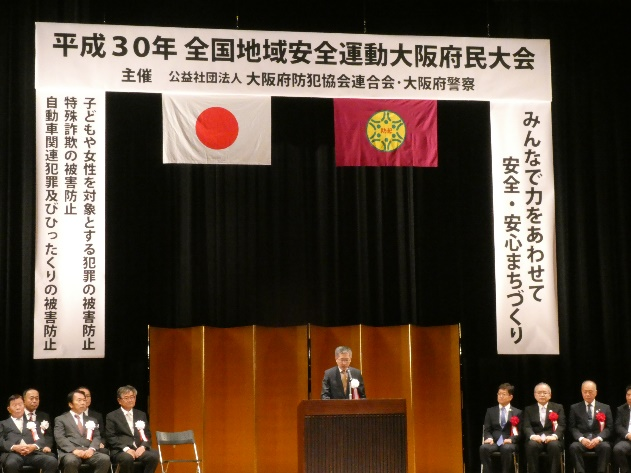 平成30年 全国地域安全運動大阪府民大会
主催 公益社団法人 大阪府防犯協会連合会・大阪府警察
子どもや女性を対象とする犯罪の被害防止
特殊詐欺の被害防止
自動車関連犯罪及びひったくりの被害防止
みんなで力をあわせて
安全・安心まちづくり
防犯